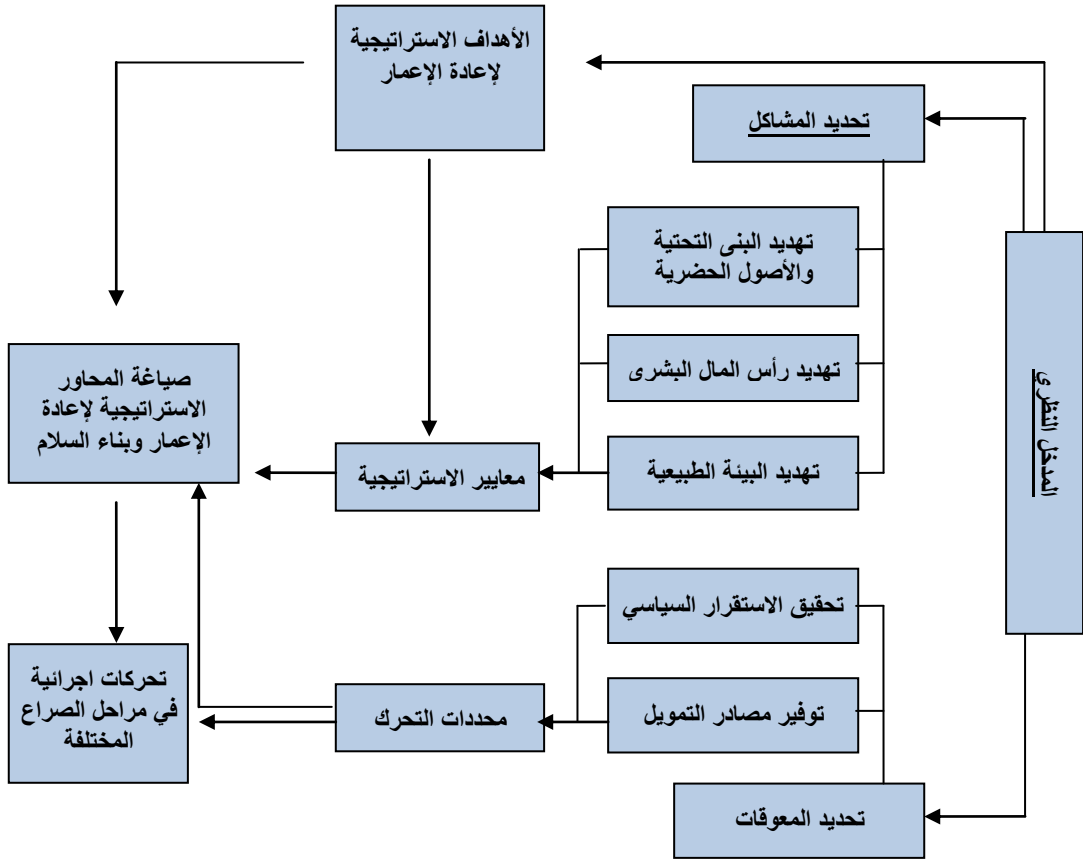 المدخل النظري
تحديد المشاكل
تهديد البنى التحتية
والأصول الحضرية
تهديد رأس المال البشرى
تهديد البيئة الطبيعية
تحقيق الاستقرار السياسي
توفير مصادر التمويل
تحديد المعوقات
الأهداف الاستراتيجية
لإعادة الإعمار
معايير الاستراتيجية
محددات التحرك
صياغة المحاور
الاستراتيجية لإعادة
الإعمار وبناء السلام
تحركات اجرائية
في مراحل الصراع
المختلفة